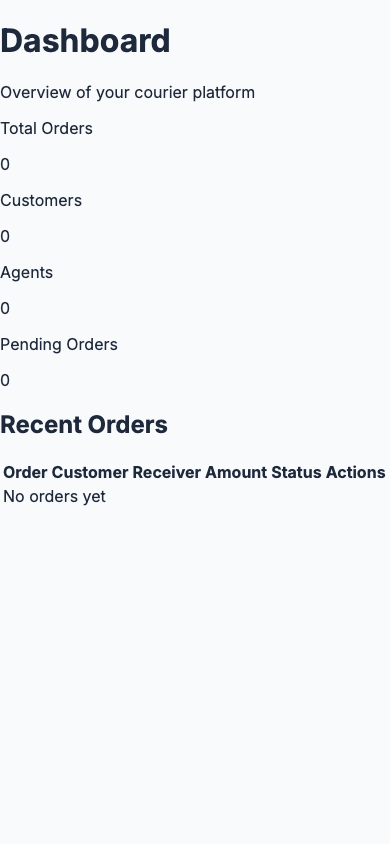 Dashboard
Overview of your courier platform
Total Orders
0
Customers
0
Agents
0
Pending Orders
0
Recent Orders
Order Customer Receiver Amount Status Actions
No orders yet